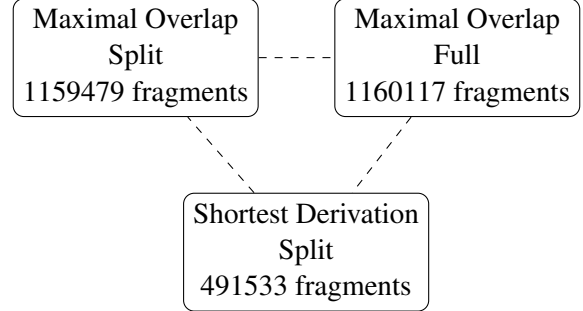 Maximal Overlap
Split
1159479 fragments
Maximal Overlap
Full
1160117 fragments
Shortest Derivation
Split
491533 fragments